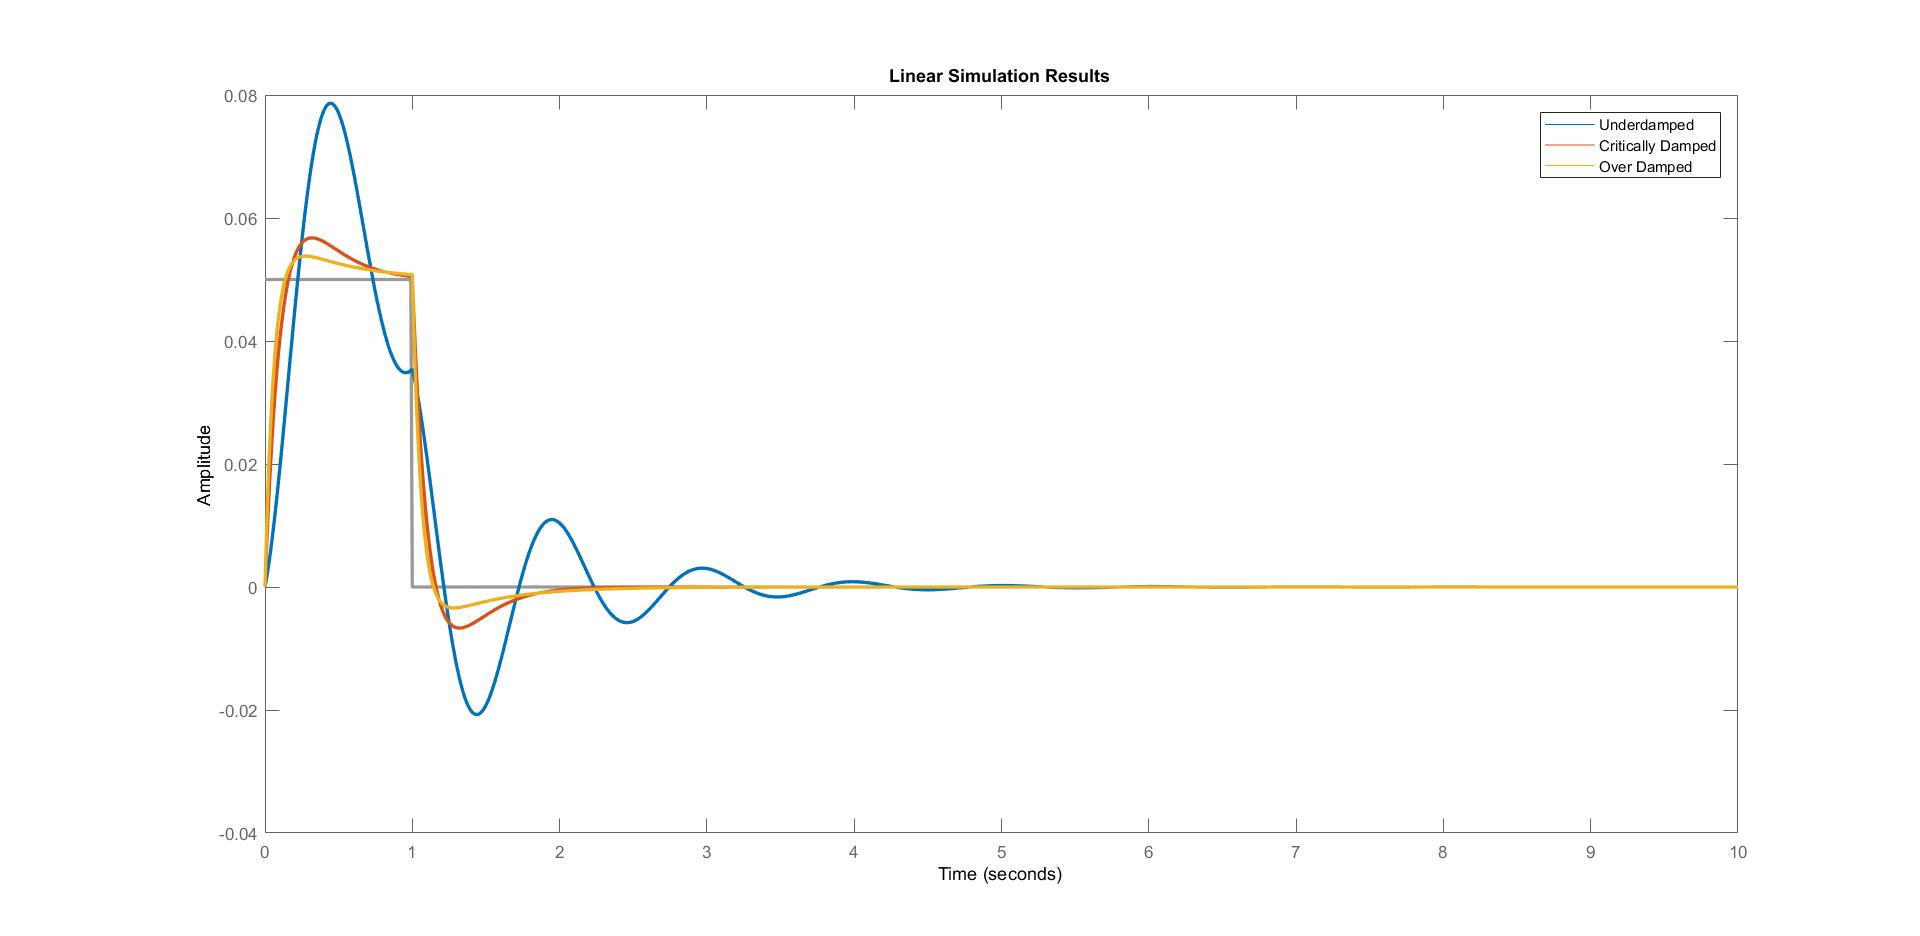 Linear Simulation Results
0.08
0.06
0.04
0.02
0
-0.02
-0.04
Amplitude
Underdamped
Critically Damped
Over Damped
0 1 2 3 4 5 6 7 8 9 10
Time (seconds)